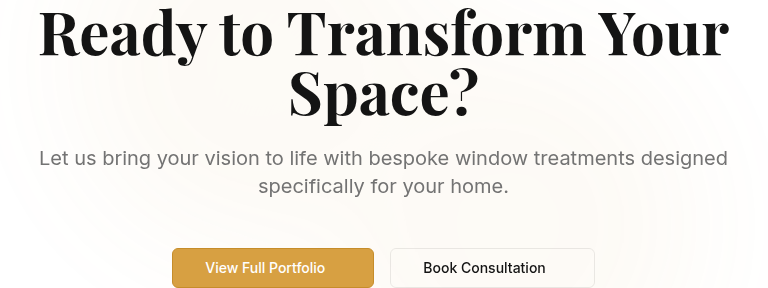 Ready to Transform Your
Space?
Let us bring your vision to life with bespoke window treatments designed
specifically for your home.
View Full Portfolio
Book Consultation